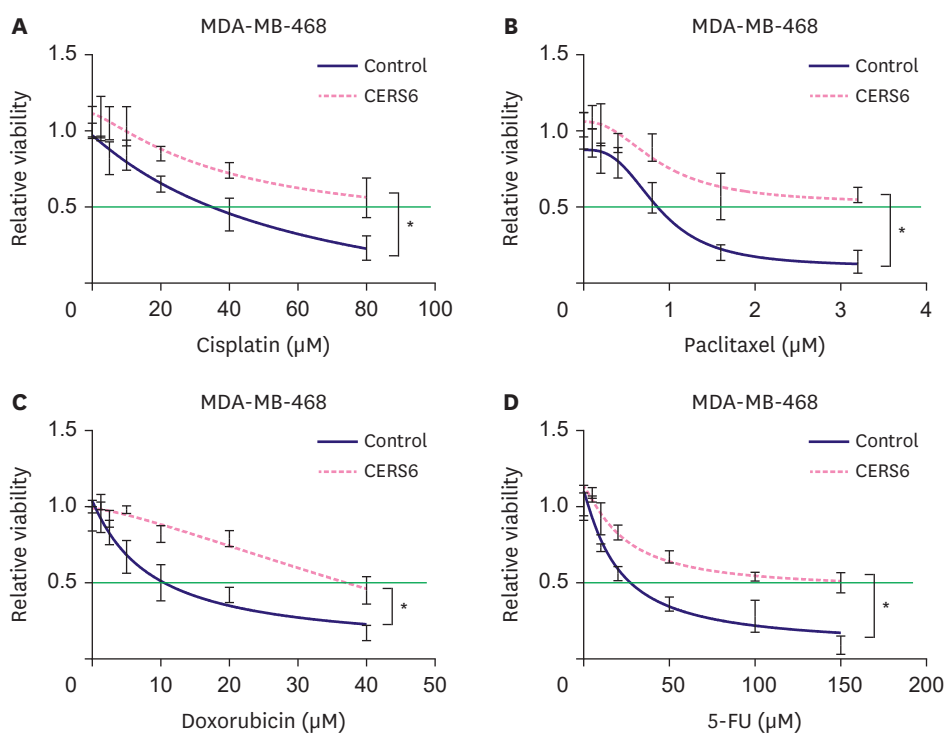 A
MDA-MB-468
1.5
1.0
0.5
Relative viability
Control
CERS6
*
0
20
40
60
80
100
Cisplatin (µM)
B
MDA-MB-468
1.5
1.0
0.5
Relative viability
Control
CERS6
*
0
1
2
3
4
Paclitaxel (µM)
C
MDA-MB-468
1.5
1.0
0.5
Relative viability
Control
CERS6
*
0
10
20
30
40
50
Doxorubicin (µM)
D
MDA-MB-468
1.5
1.0
0.5
Relative viability
Control
CERS6
*
0
50
100
150
200
5-FU (µM)